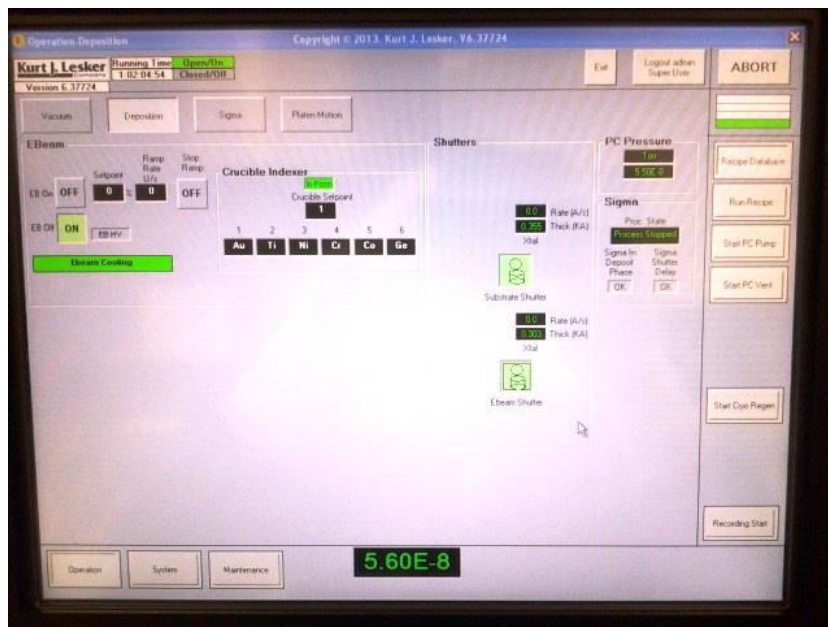 Operation-Deposition
Copyright © 2013. Kurt J. Lesker. V6.37724
Kurt J. Lesker
Company
Version 6.37724
Running Time
1 02:04:54
Open/On
Closed/Off
Exit
Logout admin
Super User
ABORT
Vacuum
Deposition
Sigma
Platen Motion
EBeam
Setpoint
Ramp
Rate
U/s
Stop
Ramp
EB On
OFF
0
%
0
OFF
EB Off
ON
EB HV
Ebeam Cooling
Crucible Indexer
In Posn
Crucible Setpoint
1
1 2 3 4 5 6
Au Ti Ni Cr Co Ge
Shutters
0.0 Rate (A/s)
0.355 Thick (KA)
Xtal
Substrate Shutter
0.0 Rate (A/s)
0.303 Thick (KA)
Xtal
Ebeam Shutter
PC Pressure
Torr
Sigma
Proc. State
Process Stopped
Sigma In
Deposit
Phase
OK
Sigma
Shutter
Delay
OK
Recipe Database
Run Recipe
Start PC Pump
Start PC Vent
Start Cryo Regen
Recording Start
Operation
System
Maintenance
5.60E-8